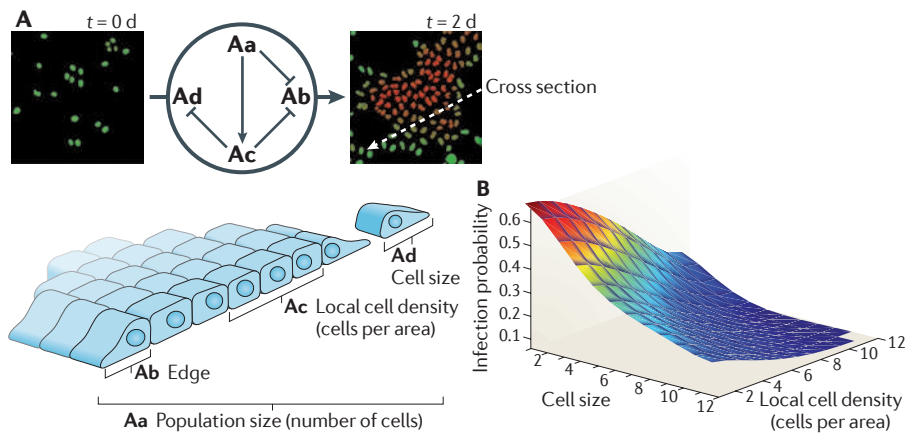 A
t = 0 d
t = 2 d
Aa
Ad
Ab
Ac
Cross section
Ad
Cell size
Ac Local cell density
(cells per area)
Ab Edge
Aa Population size (number of cells)
B
Infection probability
0.6
0.5
0.4
0.3
0.2
0.1
2
4
6
8
10
12
Cell size
2
4
6
8
10
12
Local cell density
(cells per area)